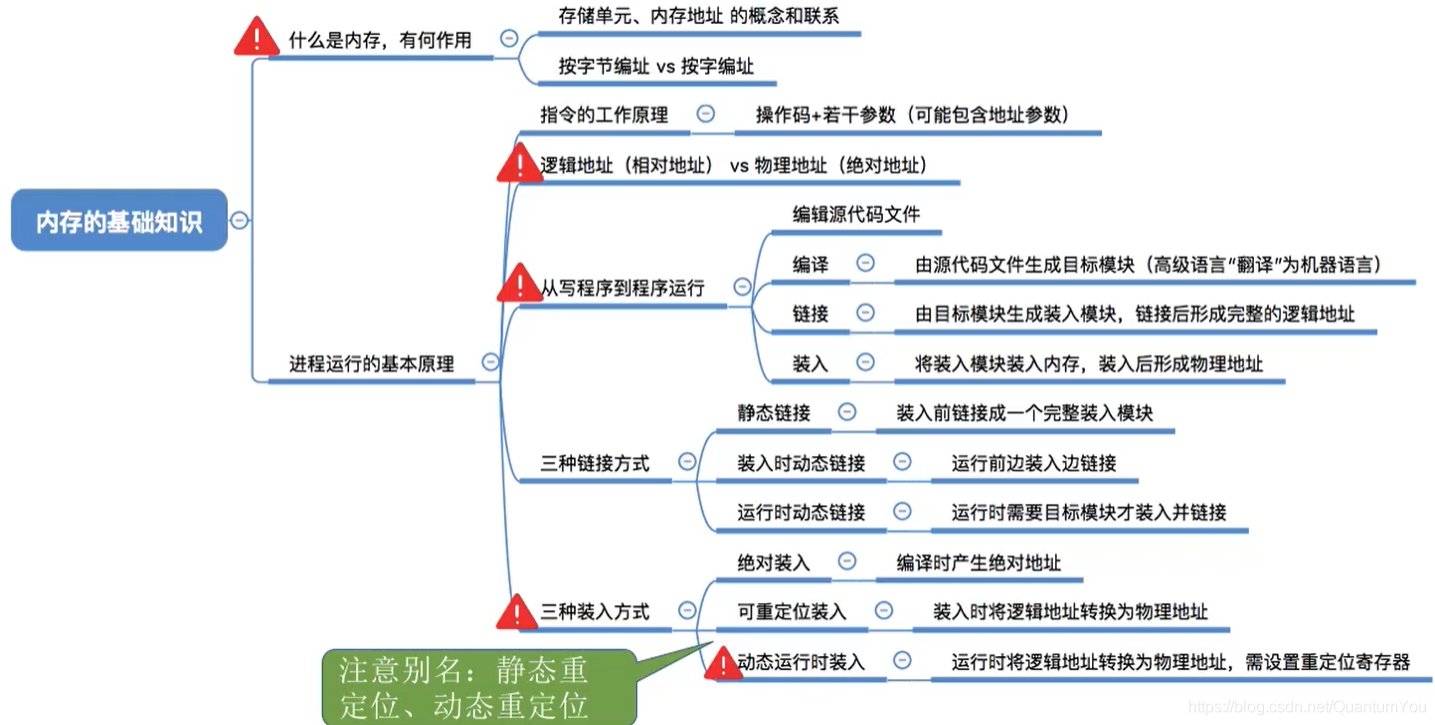 什么是内存，有何作用
存储单元、内存地址 的概念和联系
按字节编址 vs 按字编址
指令的工作原理
操作码+若干参数（可能包含地址参数）
逻辑地址（相对地址） vs 物理地址（绝对地址）
内存的基础知识
从写程序到程序运行
编辑源代码文件
编译
由源代码文件生成目标模块（高级语言“翻译”为机器语言）
链接
由目标模块生成装入模块，链接后形成完整的逻辑地址
装入
将装入模块装入内存，装入后形成物理地址
进程运行的基本原理
三种链接方式
静态链接
装入前链接成一个完整装入模块
装入时动态链接
运行前边装入边链接
运行时动态链接
运行时需要目标模块才装入并链接
三种装入方式
绝对装入
编译时产生绝对地址
可重定位装入
装入时将逻辑地址转换为物理地址
动态运行时装入
运行时将逻辑地址转换为物理地址，需设置重定位寄存器
注意别名：静态重
定位、动态重定位
https://blog.csdn.net/QuantumYou